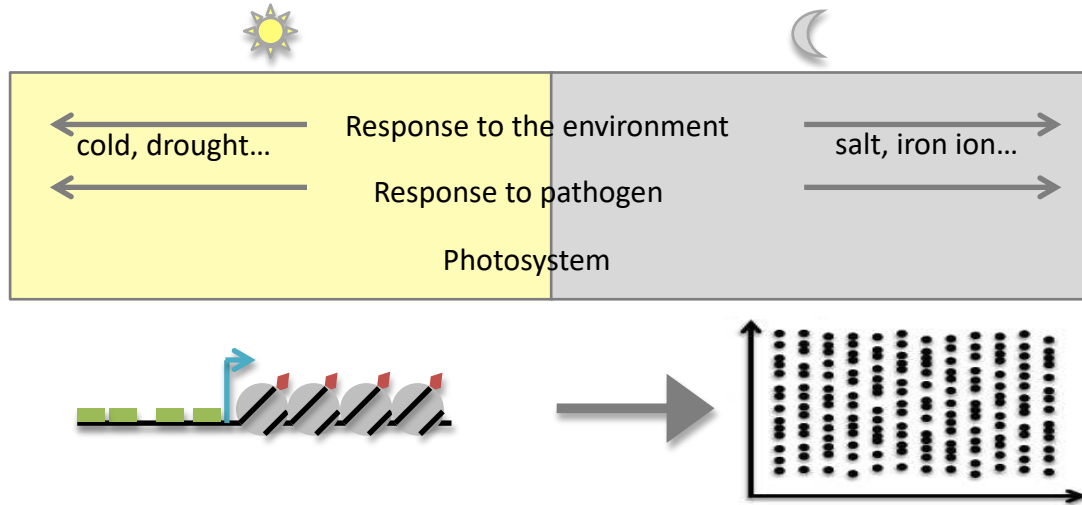 Response to the environment
cold, drought…
salt, iron ion…
Response to pathogen
Photosystem